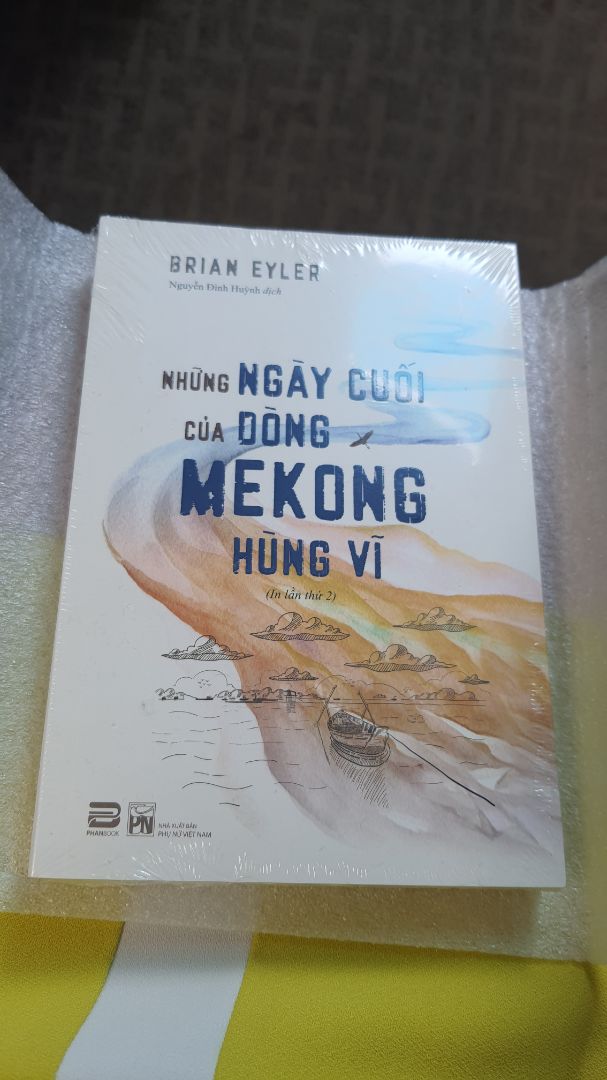 BRIAN EYLER
Nguyễn Đình Huỳnh dịch
NHỮNG NGÀY CUỐI
CỦA DÒNG
MEKONG
HÙNG VĨ
(In lần thứ 2)
PHANBOOK
PN
NHÀ XUẤT BẢN
PHỤ NỮ VIỆT NAM